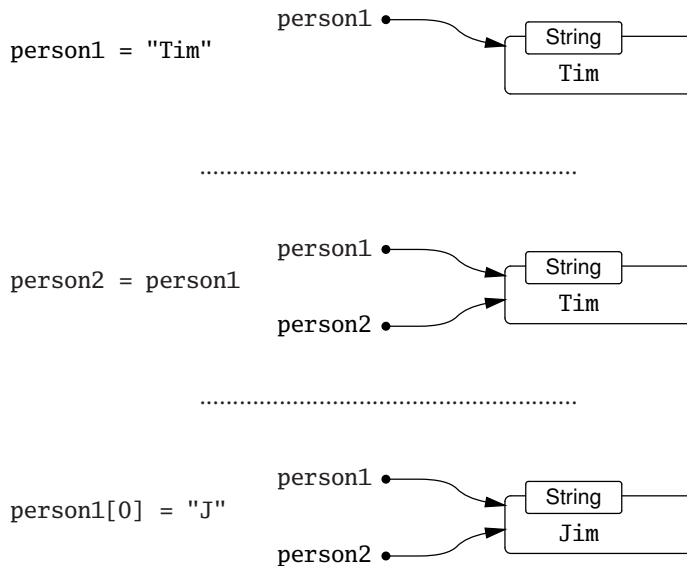 person1
person1 = "Tim"
String
Tim
person1
person2 = person1
String
Tim
person2
person1
person1[0] = "J"
String
Jim
person2